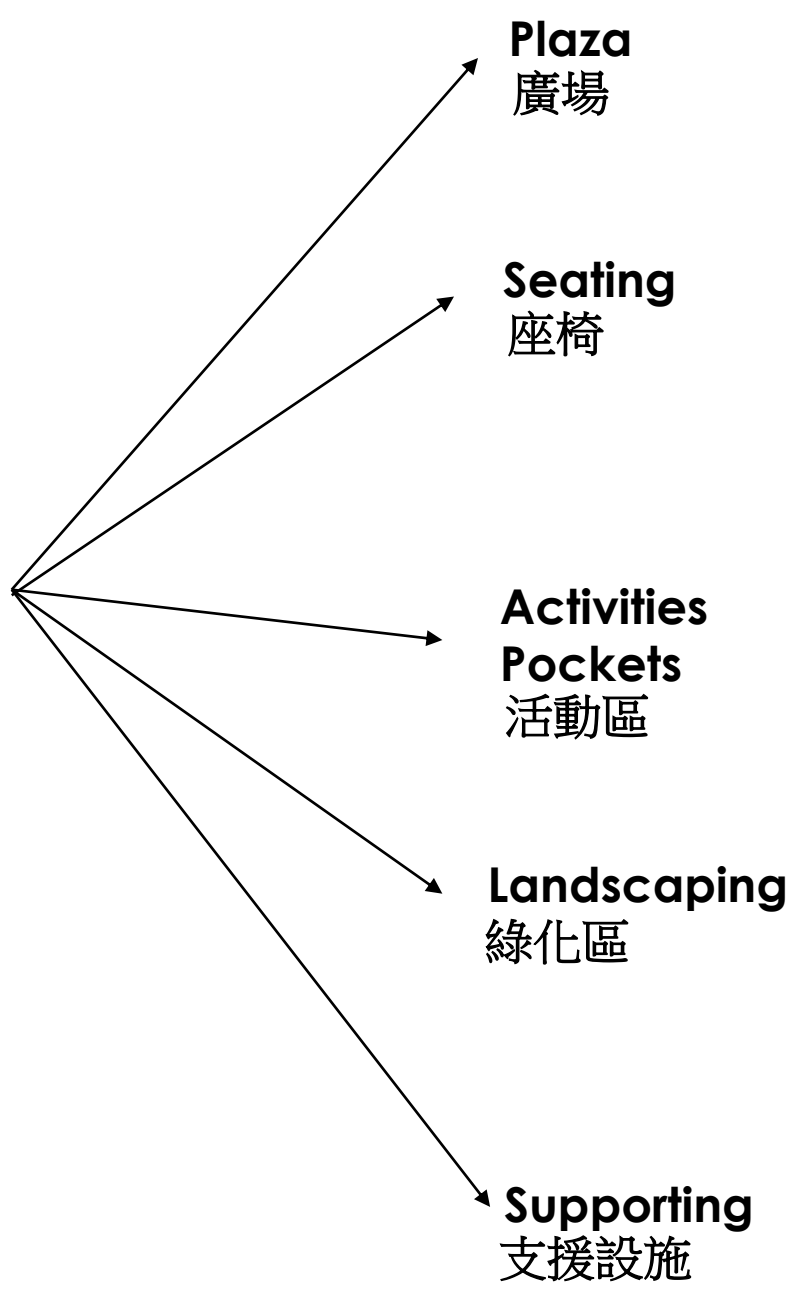 Plaza
廣場
Seating
座椅
Activities
Pockets
活動區
Landscaping
綠化區
Supporting
支援設施